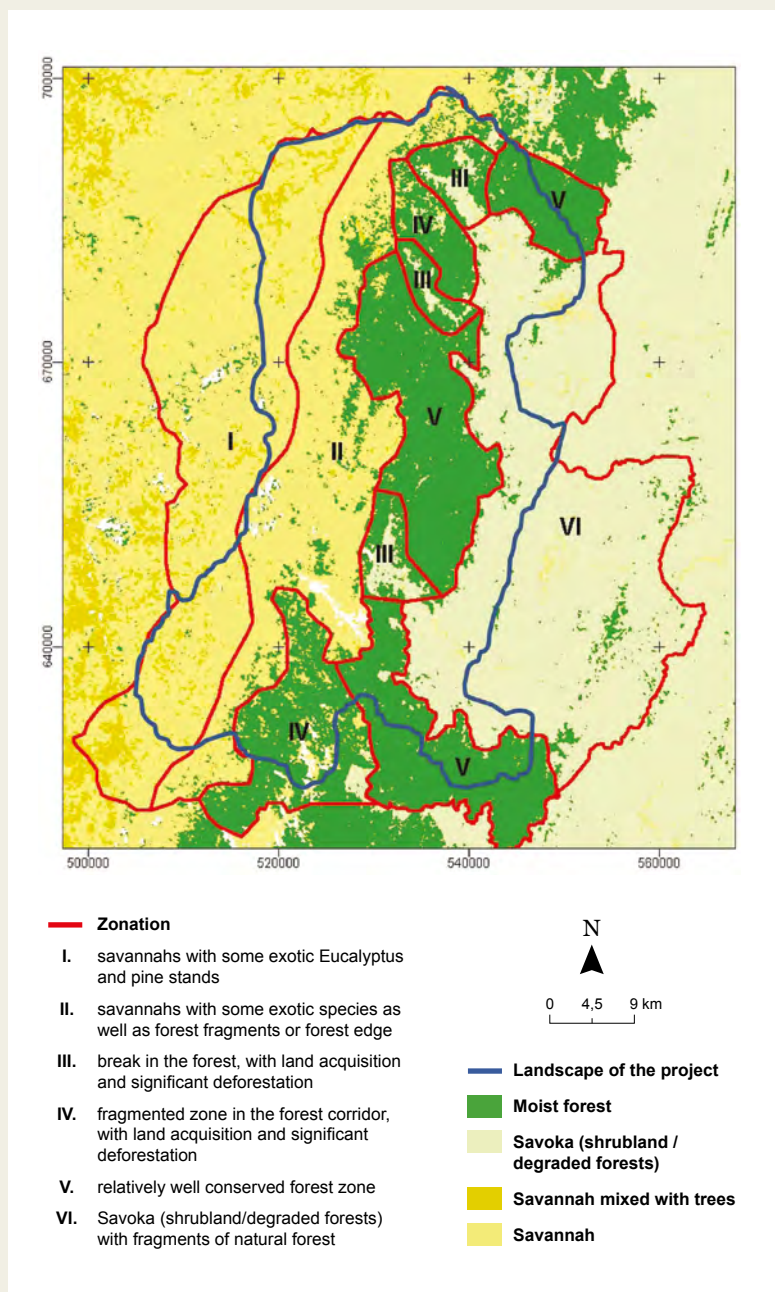 700000
670000
640000
III
V
IV
III
V
I
II
VI
III
IV
V
500000 520000 540000 560000
Zonation
I. savannahs with some exotic Eucalyptus
and pine stands
II. savannahs with some exotic species as
well as forest fragments or forest edge
III. break in the forest, with land acquisition
and significant deforestation
IV. fragmented zone in the forest corridor,
with land acquisition and significant
deforestation
V. relatively well conserved forest zone
VI. Savoka (shrubland/degraded forests)
with fragments of natural forest
N
0 4,5 9 km
Landscape of the project
Moist forest
Savoka (shrubland /
degraded forests)
Savannah mixed with trees
Savannah